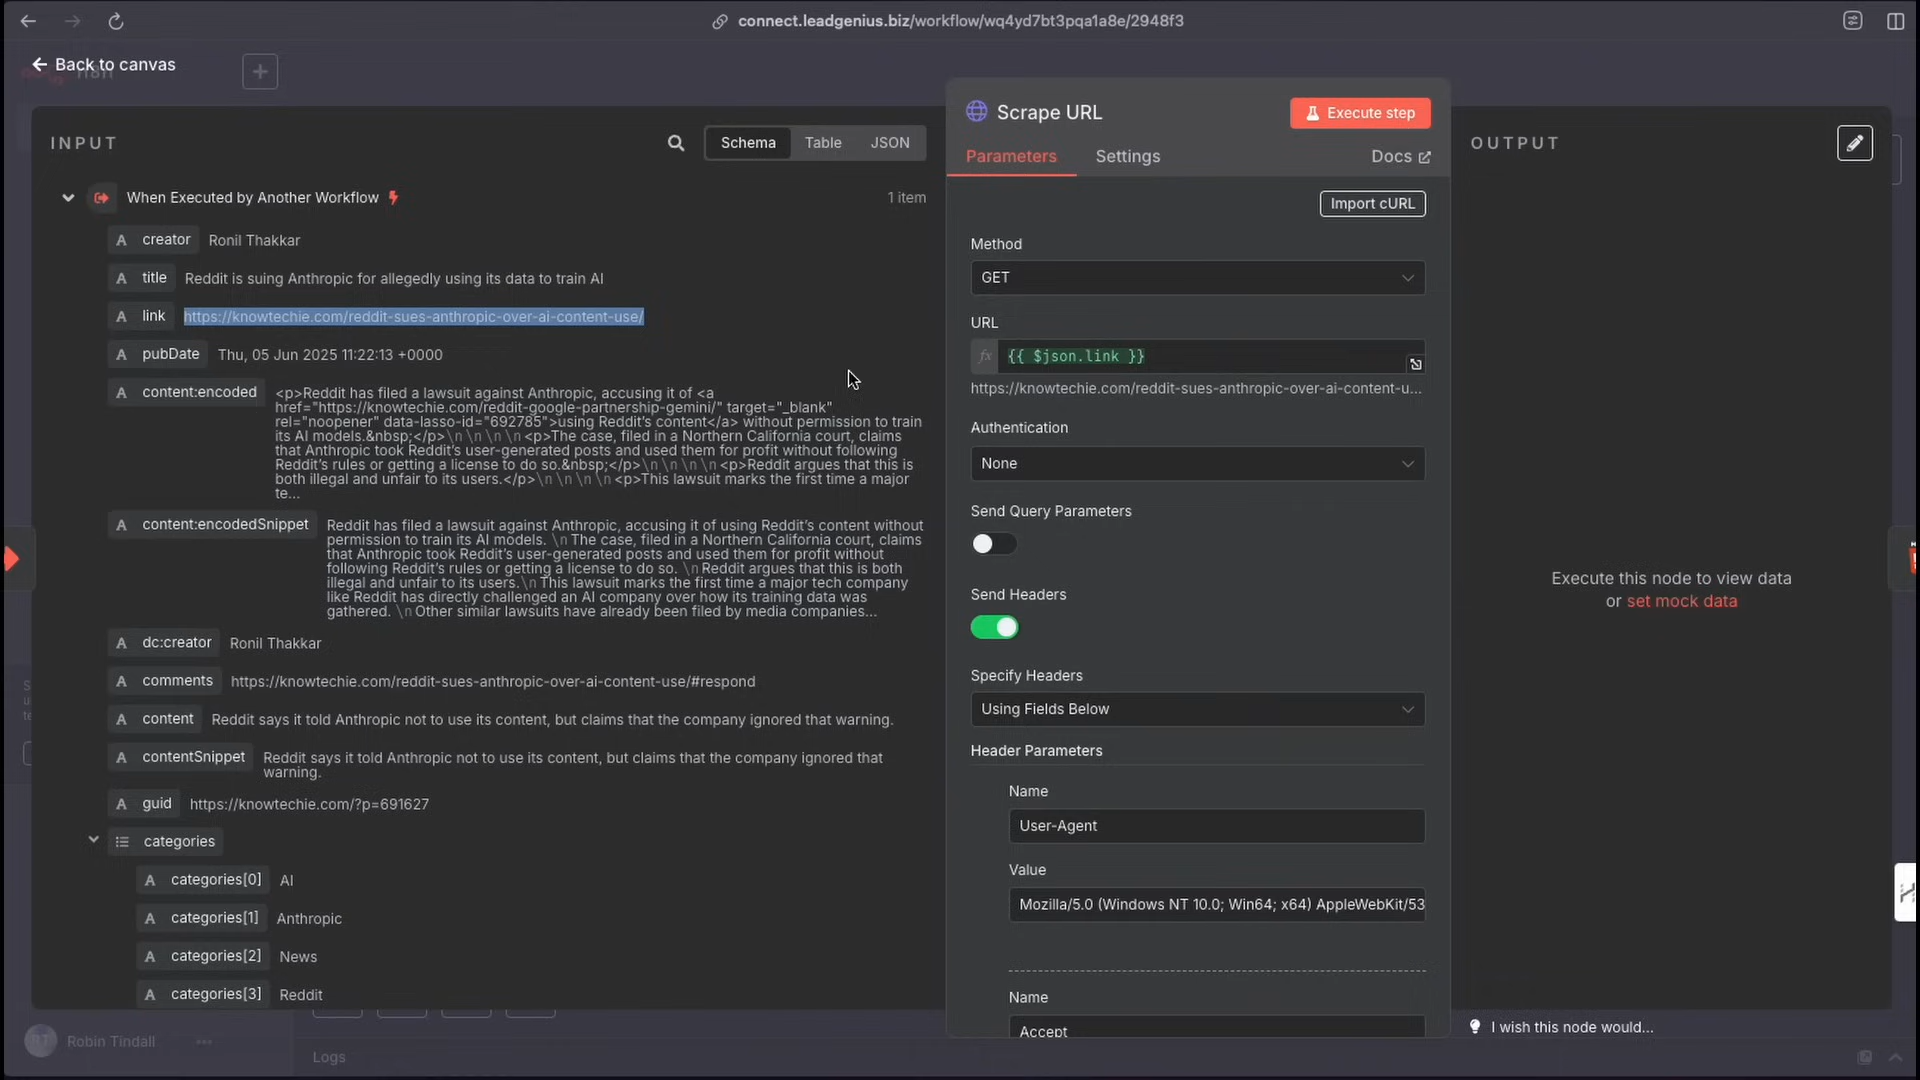 connect.leadgenius.biz/workflow/wq4yd7bt3pqa1a8e/2948f3
Back to canvas
INPUT
Schema
Table
JSON
When Executed by Another Workflow
1 item
A creator Ronil Thakkar
A title Reddit is suing Anthropic for allegedly using its data to train AI
A link https://knowtechie.com/reddit-sues-anthropic-over-ai-content-use/
A pubDate Thu, 05 Jun 2025 11:22:13 +0000
A content:encoded <p>Reddit has filed a lawsuit against Anthropic, accusing it of <a
href="https://knowtechie.com/reddit-google-partnership-gemini/" target="_blank"
rel="noopener" data-lasso-id="692785">using Reddit’s content</a> without permission to train
its AI models.&nbsp;</p>\n\n\n\n<p>The case, filed in a Northern California court, claims
that Anthropic took Reddit’s user-generated posts and used them for profit without following
Reddit’s rules or getting a license to do so.&nbsp;</p>\n\n\n\n<p>Reddit argues that this is
both illegal and unfair to its users.</p>\n\n\n\n<p>This lawsuit marks the first time a major
te...
A content:encodedSnippet Reddit has filed a lawsuit against Anthropic, accusing it of using Reddit’s content without
permission to train its AI models. \n The case, filed in a Northern California court, claims
that Anthropic took Reddit’s user-generated posts and used them for profit without
following Reddit’s rules or getting a license to do so. \n Reddit argues that this is both
illegal and unfair to its users.\n This lawsuit marks the first time a major tech company
like Reddit has directly challenged an AI company over how its training data was
gathered. \n Other similar lawsuits have already been filed by media companies...
A dc:creator Ronil Thakkar
A comments https://knowtechie.com/reddit-sues-anthropic-over-ai-content-use/#respond
A content Reddit says it told Anthropic not to use its content, but claims that the company ignored that warning.
A contentSnippet Reddit says it told Anthropic not to use its content, but claims that the company ignored that
warning.
A guid https://knowtechie.com/?p=691627
categories
A categories[0] AI
A categories[1] Anthropic
A categories[2] News
A categories[3] Reddit
Scrape URL
Execute step
Parameters
Settings
Docs
Import cURL
Method
GET
URL
fx {{ $json.link }}
https://knowtechie.com/reddit-sues-anthropic-over-ai-content-u...
Authentication
None
Send Query Parameters
Send Headers
Specify Headers
Using Fields Below
Header Parameters
Name
User-Agent
Value
Mozilla/5.0 (Windows NT 10.0; Win64; x64) AppleWebKit/53
Name
Accept
OUTPUT
Execute this node to view data
or set mock data
I wish this node would...
RT Robin Tindall
Logs